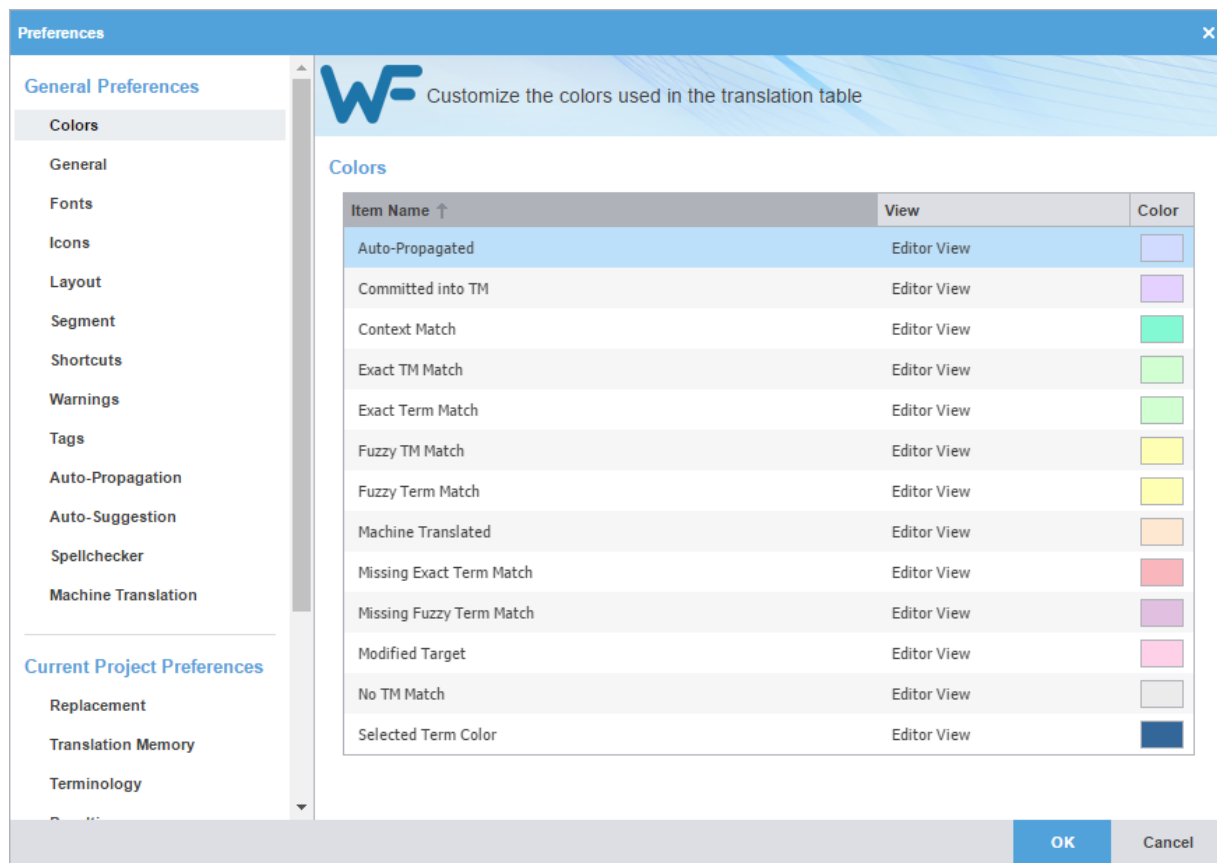 Preferences
General Preferences
Colors
General
Fonts
Icons
Layout
Segment
Shortcuts
Warnings
Tags
Auto-Propagation
Auto-Suggestion
Spellchecker
Machine Translation
Current Project Preferences
Replacement
Translation Memory
Terminology
WF Customize the colors used in the translation table
Colors
Item Name View Color
Auto-Propagated Editor View
Committed into TM Editor View
Context Match Editor View
Exact TM Match Editor View
Exact Term Match Editor View
Fuzzy TM Match Editor View
Fuzzy Term Match Editor View
Machine Translated Editor View
Missing Exact Term Match Editor View
Missing Fuzzy Term Match Editor View
Modified Target Editor View
No TM Match Editor View
Selected Term Color Editor View
OK Cancel